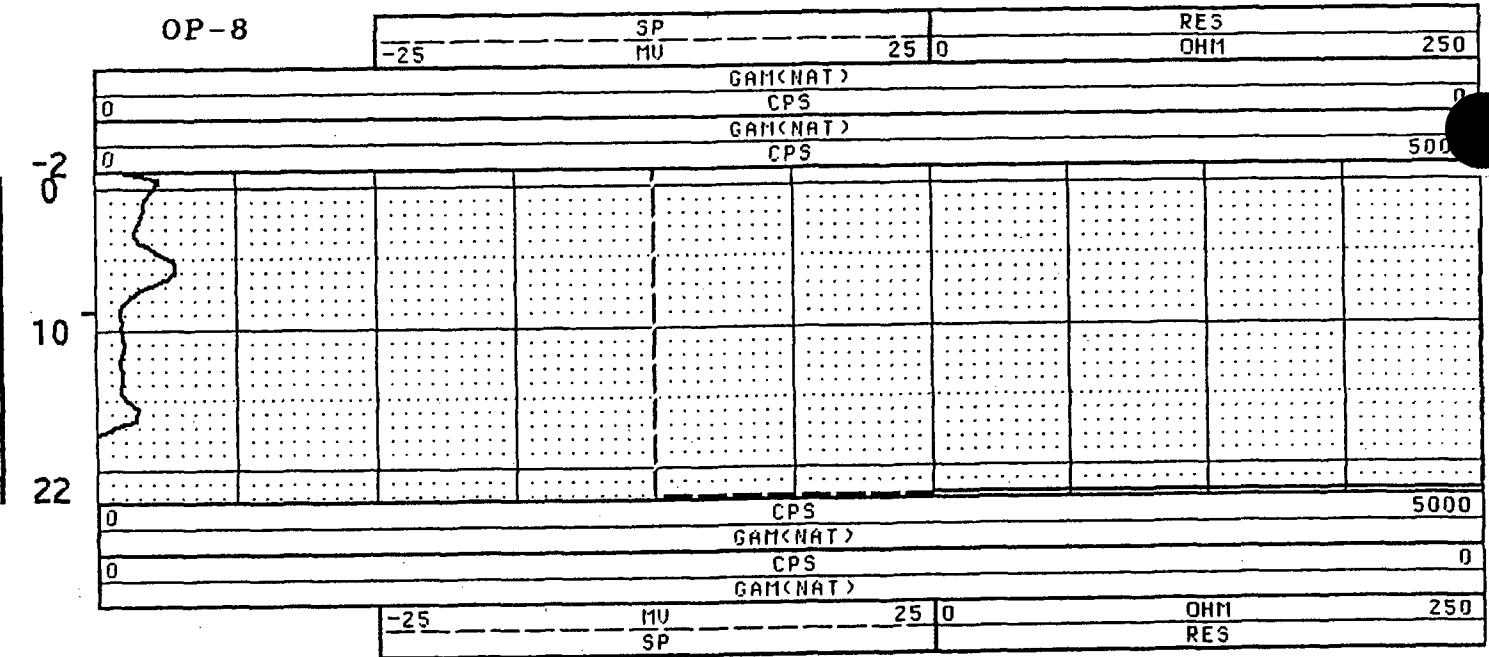 OP-8
SP
-25 MV 25
RES
0 OHM 250
GAM(NAT)
0 CPS 0
GAM(NAT)
0 CPS 500
-2
0
10
22
0 CPS 5000
GAM(NAT)
0 CPS 0
GAM(NAT)
-25 MV 25
SP
0 OHM 250
RES